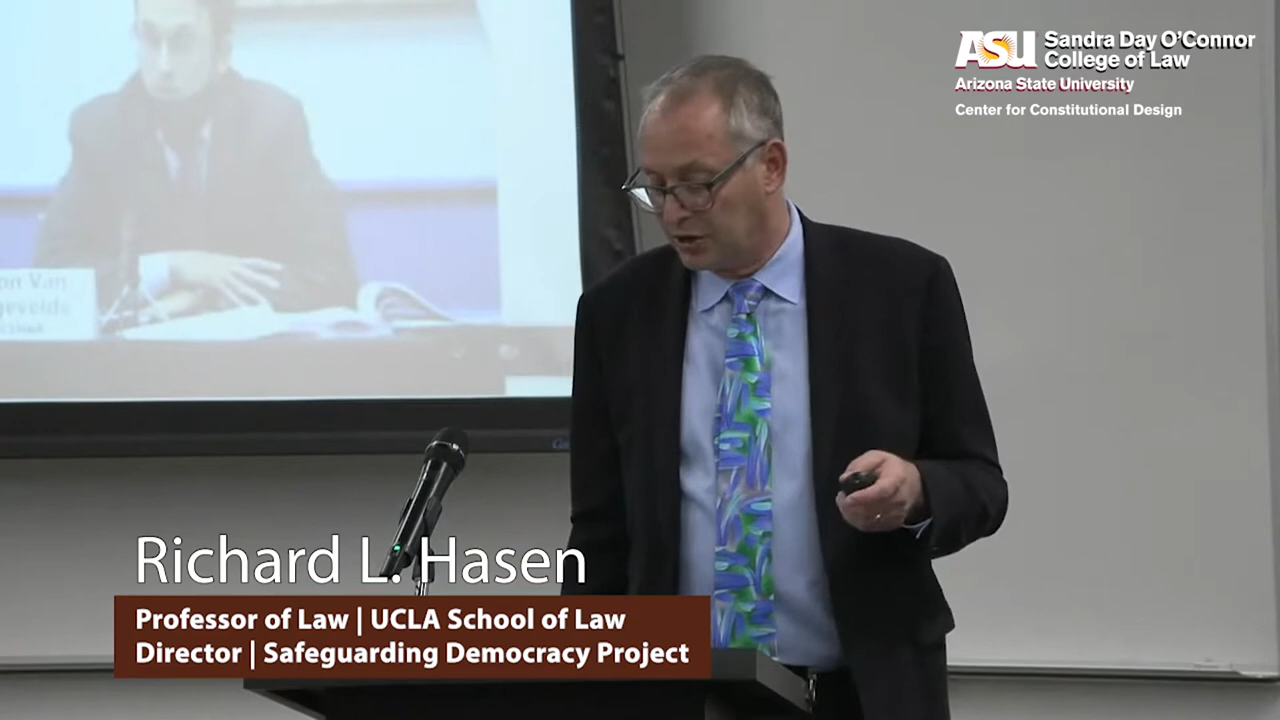 ASU Sandra Day O'Connor
College of Law
Arizona State University
Center for Constitutional Design
Van
Richard L. Hasen
Professor of Law | UCLA School of Law
Director | Safeguarding Democracy Project